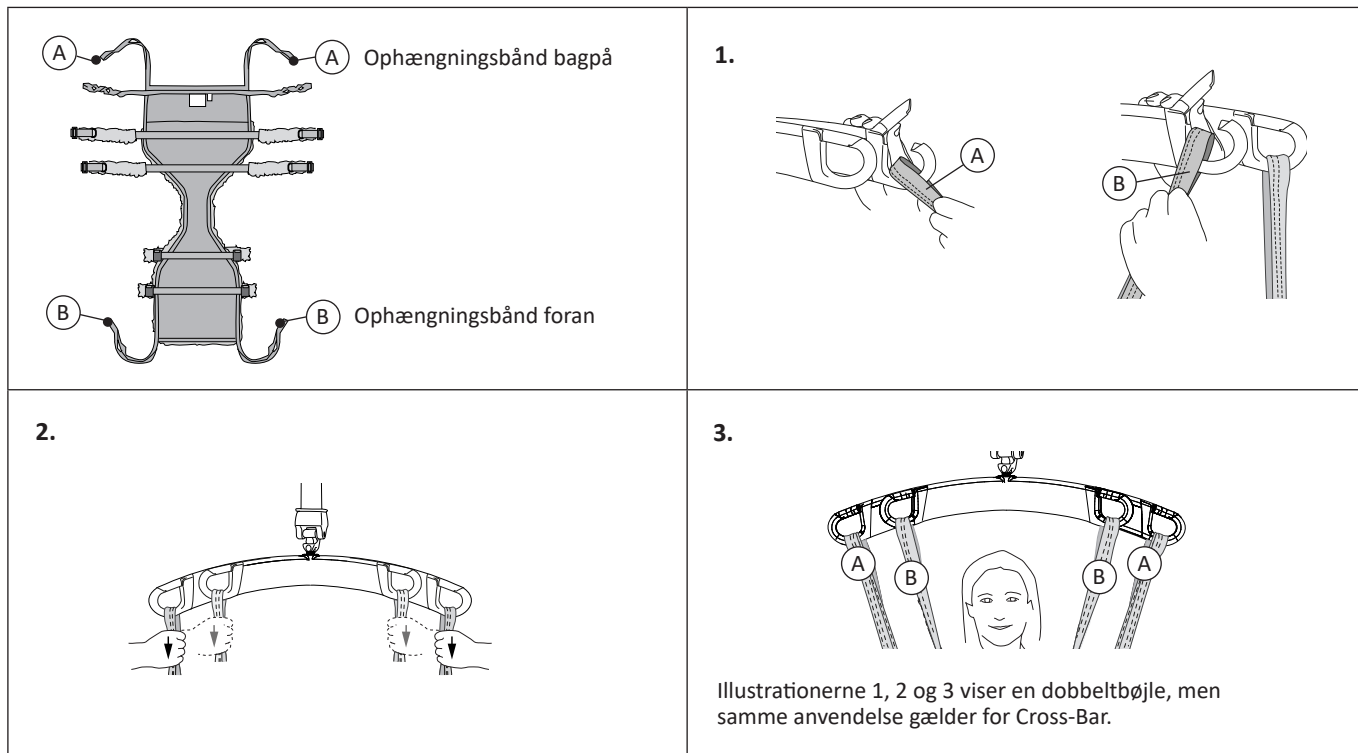 A
A Ophængningsbånd bagpå
B
B Ophængningsbånd foran
1.
A
B
2.
3.
A
B
B
A
Illustrationerne 1, 2 og 3 viser en dobbeltbøjle, men
samme anvendelse gælder for Cross-Bar.